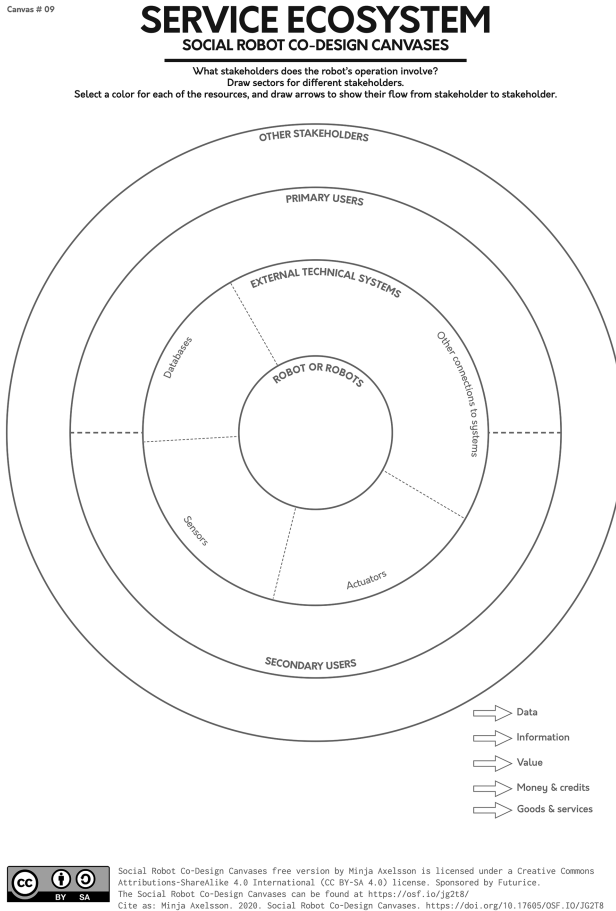 Canvas # 09
SERVICE ECOSYSTEM
SOCIAL ROBOT CO-DESIGN CANVASES
What stakeholders does the robot's operation involve?
Draw sectors for different stakeholders.
Select a color for each of the resources, and draw arrows to show their flow from stakeholder to stakeholder.
OTHER STAKEHOLDERS
PRIMARY USERS
EXTERNAL TECHNICAL SYSTEMS
Databases
Other connections to systems
ROBOT OR ROBOTS
Sensors
Actuators
SECONDARY USERS
Data
Information
Value
Money & credits
Goods & services
cc BY SA
Social Robot Co-Design Canvases free version by Minja Axelsson is licensed under a Creative Commons
Attributions-ShareAlike 4.0 International (CC BY-SA 4.0) license. Sponsored by Futurice.
The Social Robot Co-Design Canvases can be found at https://osf.io/jg2t8/
Cite as: Minja Axelsson. 2020. Social Robot Co-Design Canvases. https://doi.org/10.17605/OSF.IO/JG2T8